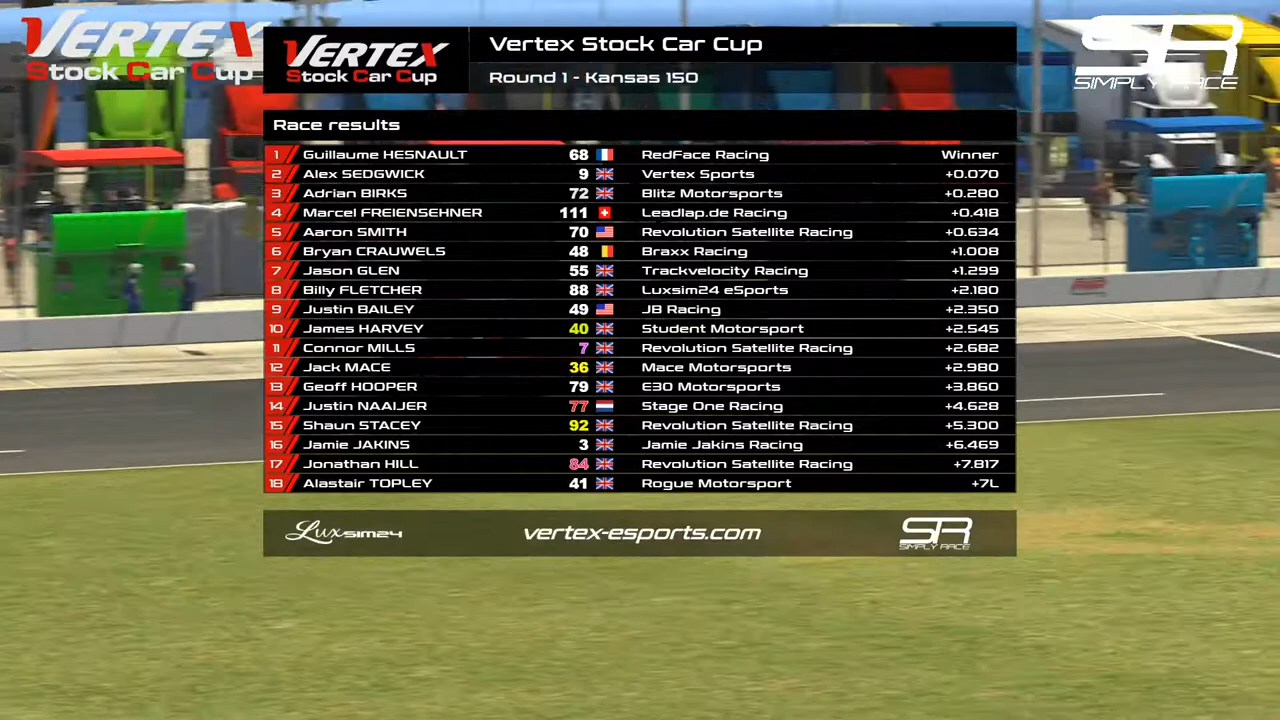 VERTEX
Stock Car Cup
VERTEX
Stock Car Cup
Vertex Stock Car Cup
Round 1 - Kansas 150
SR
SIMPLY RACE
Race results
1 Guillaume HESNAULT 68 RedFace Racing Winner
2 Alex SEDGWICK 9 Vertex Sports +0.070
3 Adrian BIRKS 72 Blitz Motorsports +0.280
4 Marcel FREIENSEHNER 111 Leadlap.de Racing +0.418
5 Aaron SMITH 70 Revolution Satellite Racing +0.634
6 Bryan CRAUWELS 48 Braxx Racing +1.008
7 Jason GLEN 55 Trackvelocity Racing +1.299
8 Billy FLETCHER 88 Luxsim24 eSports +2.180
9 Justin BAILEY 49 JB Racing +2.350
10 James HARVEY 40 Student Motorsport +2.545
11 Connor MILLS 7 Revolution Satellite Racing +2.682
12 Jack MACE 36 Mace Motorsports +2.980
13 Geoff HOOPER 79 E30 Motorsports +3.860
14 Justin NAAIJER 77 Stage One Racing +4.628
15 Shaun STACEY 92 Revolution Satellite Racing +5.300
16 Jamie JAKINS 3 Jamie Jakins Racing +6.469
17 Jonathan HILL 84 Revolution Satellite Racing +7.817
18 Alastair TOPLEY 41 Rogue Motorsport +7L
Luxsim24 vertex-esports.com SR
SIMPLY RACE